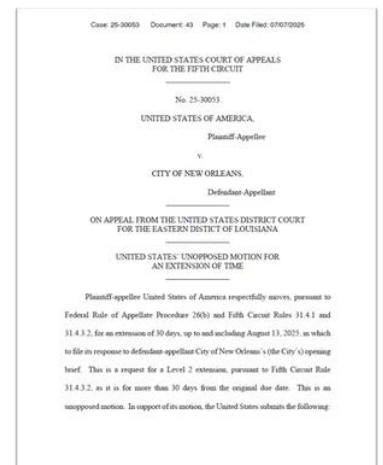 Case: 25-30053 Document: 43 Page: 1 Date Filed: 07/07/2025
IN THE UNITED STATES COURT OF APPEALS
FOR THE FIFTH CIRCUIT
No. 25-30053
UNITED STATES OF AMERICA,
Plaintiff-Appellee
v.
CITY OF NEW ORLEANS,
Defendant-Appellant
ON APPEAL FROM THE UNITED STATES DISTRICT COURT
FOR THE EASTERN DISTICT OF LOUISIANA
UNITED STATES' UNOPPOSED MOTION FOR
AN EXTENSION OF TIME
Plaintiff-appellee United States of America respectfully moves, pursuant to
Federal Rule of Appellate Procedure 26(b) and Fifth Circuit Rules 31.4.1 and
31.4.3.2, for an extension of 30 days, up to and including August 13, 2025, in which
to file its response to defendant-appellant City of New Orleans's (the City's) opening
brief. This is a request for a Level 2 extension, pursuant to Fifth Circuit Rule
31.4.3.2, as it is for more than 30 days from the original due date. This is an
unopposed motion. In support of its motion, the United States submits the following: